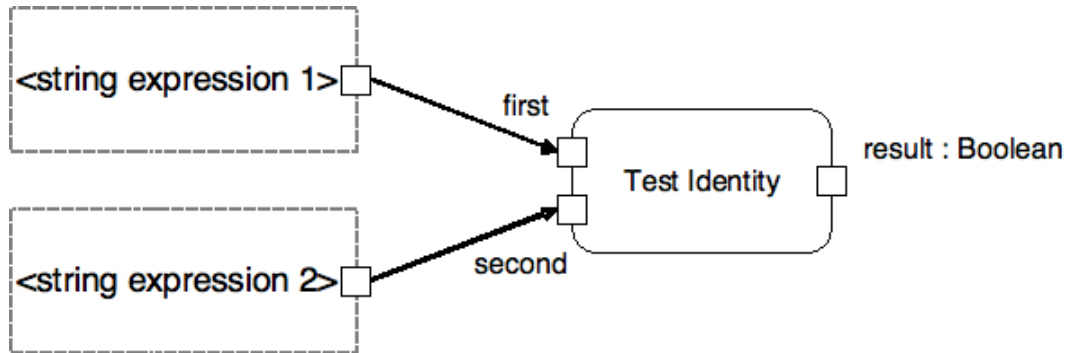 <string expression 1>
first
Test Identity
result : Boolean
second
<string expression 2>